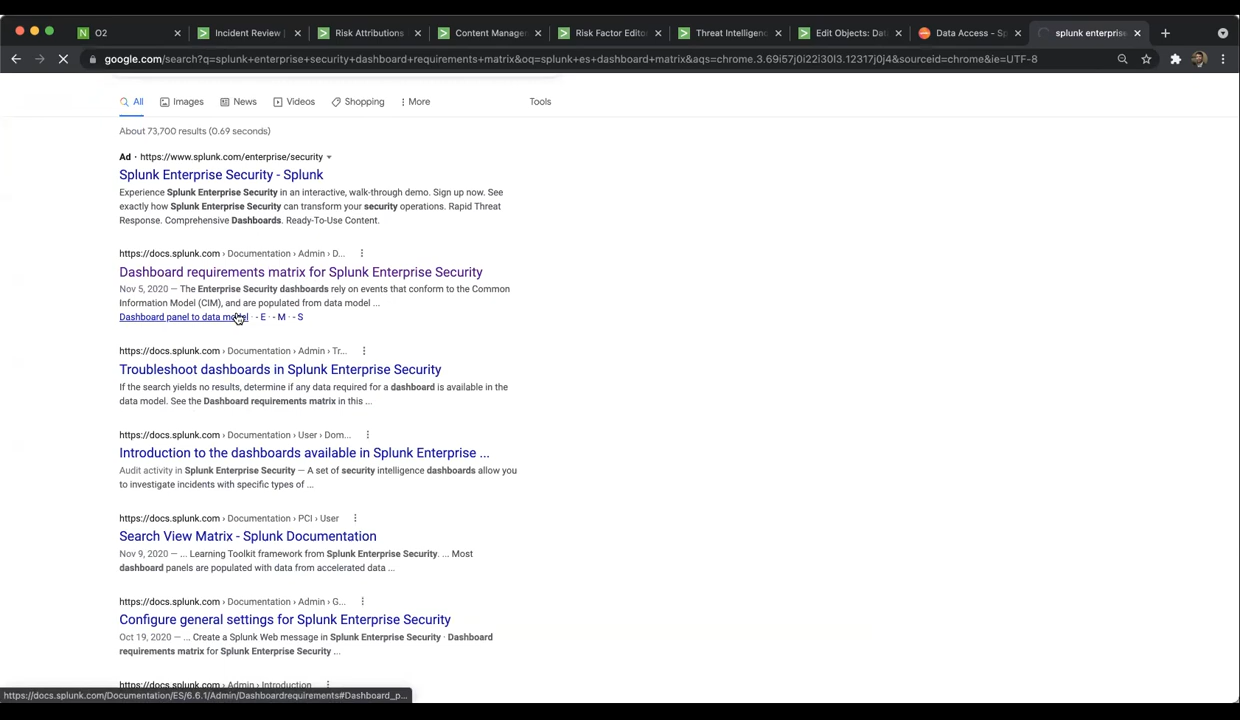 O2
Incident Review |
Risk Attributions
Content Manage
Risk Factor Editor
Threat Intelligenc
Edit Objects: Dat
Data Access - Sp
splunk enterprise
google.com/search?q=splunk+enterprise+security+dashboard+requirements+matrix&oq=splunk+es+dashboard+matrix&aqs=chrome.3.69i57j0i22i30l3.12317j0j4&sourceid=chrome&ie=UTF-8
All Images News Videos Shopping More Tools
About 73,700 results (0.69 seconds)
Ad · https://www.splunk.com/enterprise/security
Splunk Enterprise Security - Splunk
Experience Splunk Enterprise Security in an interactive, walk-through demo. Sign up now. See
exactly how Splunk Enterprise Security can transform your security operations. Rapid Threat
Response. Comprehensive Dashboards. Ready-To-Use Content.
https://docs.splunk.com › Documentation › Admin › D...
Dashboard requirements matrix for Splunk Enterprise Security
Nov 5, 2020 — The Enterprise Security dashboards rely on events that conform to the Common
Information Model (CIM), and are populated from data model ...
Dashboard panel to data model · - E · - M · - S
https://docs.splunk.com › Documentation › Admin › Tr...
Troubleshoot dashboards in Splunk Enterprise Security
If the search yields no results, determine if any data required for a dashboard is available in the
data model. See the Dashboard requirements matrix in this ...
https://docs.splunk.com › Documentation › User › Dom...
Introduction to the dashboards available in Splunk Enterprise ...
Audit activity in Splunk Enterprise Security — A set of security intelligence dashboards allow you
to investigate incidents with specific types of ...
https://docs.splunk.com › Documentation › PCI › User
Search View Matrix - Splunk Documentation
Nov 9, 2020 — ... Learning Toolkit framework from Splunk Enterprise Security. ... Most
dashboard panels are populated with data from accelerated data ...
https://docs.splunk.com › Documentation › Admin › G...
Configure general settings for Splunk Enterprise Security
Oct 19, 2020 — ... Create a Splunk Web message in Splunk Enterprise Security · Dashboard
requirements matrix for Splunk Enterprise Security ...
https://docs.splunk.com › Admin › Introduction
https://docs.splunk.com/Documentation/ES/6.6.1/Admin/Dashboardrequirements#Dashboard_p...